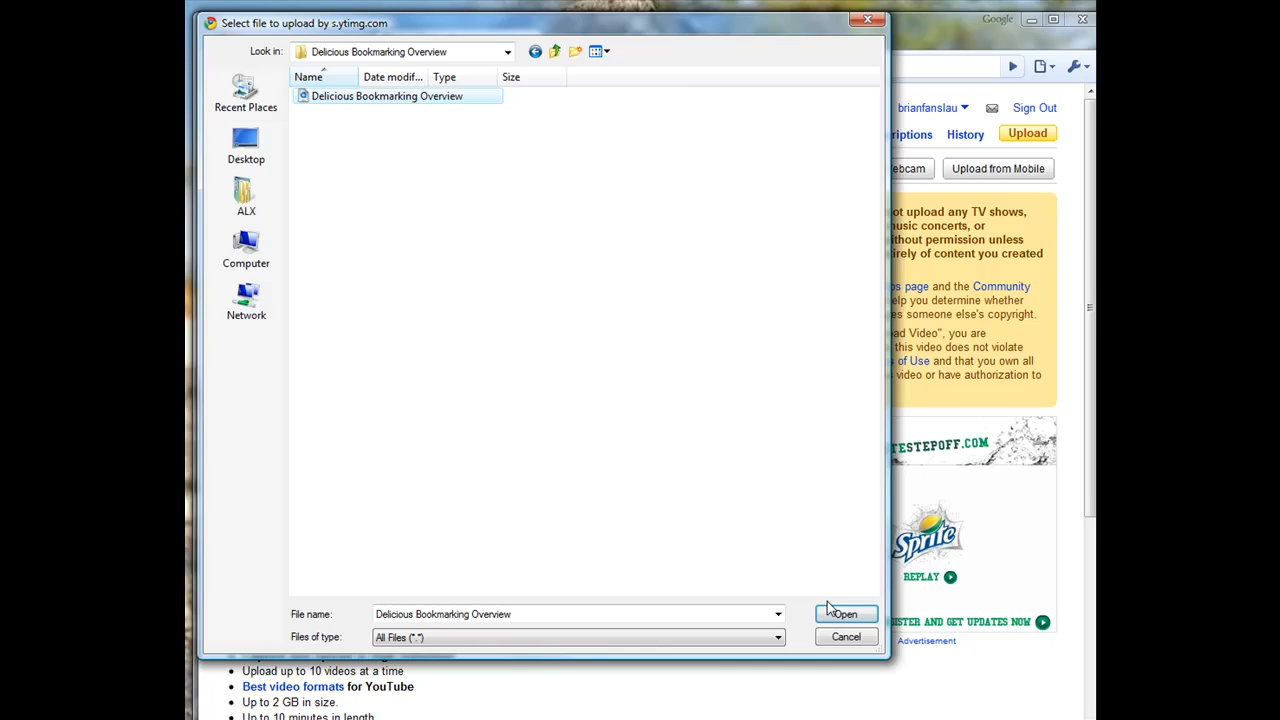 Select file to upload by s.ytimg.com
Google
Look in: Delicious Bookmarking Overview
Name Date modif... Type Size
Delicious Bookmarking Overview
Recent Places
Desktop
ALX
Computer
Network
brianfanslau Sign Out
riptions History Upload
ebcam Upload from Mobile
ot upload any TV shows,
music concerts, or
without permission unless
tirely of content you created
ps page and the Community
elp you determine whether
es someone else's copyright.
ad Video", you are
this video does not violate
s of Use and that you own all
video or have authorization to
TESTEPOFF.COM
Sprite
REPLAY
ISTER AND GET UPDATES NOW
Advertisement
File name: Delicious Bookmarking Overview Open
Files of type: All Files (*.*) Cancel
Upload up to 10 videos at a time
Best video formats for YouTube
Up to 2 GB in size.
Up to 10 minutes in length